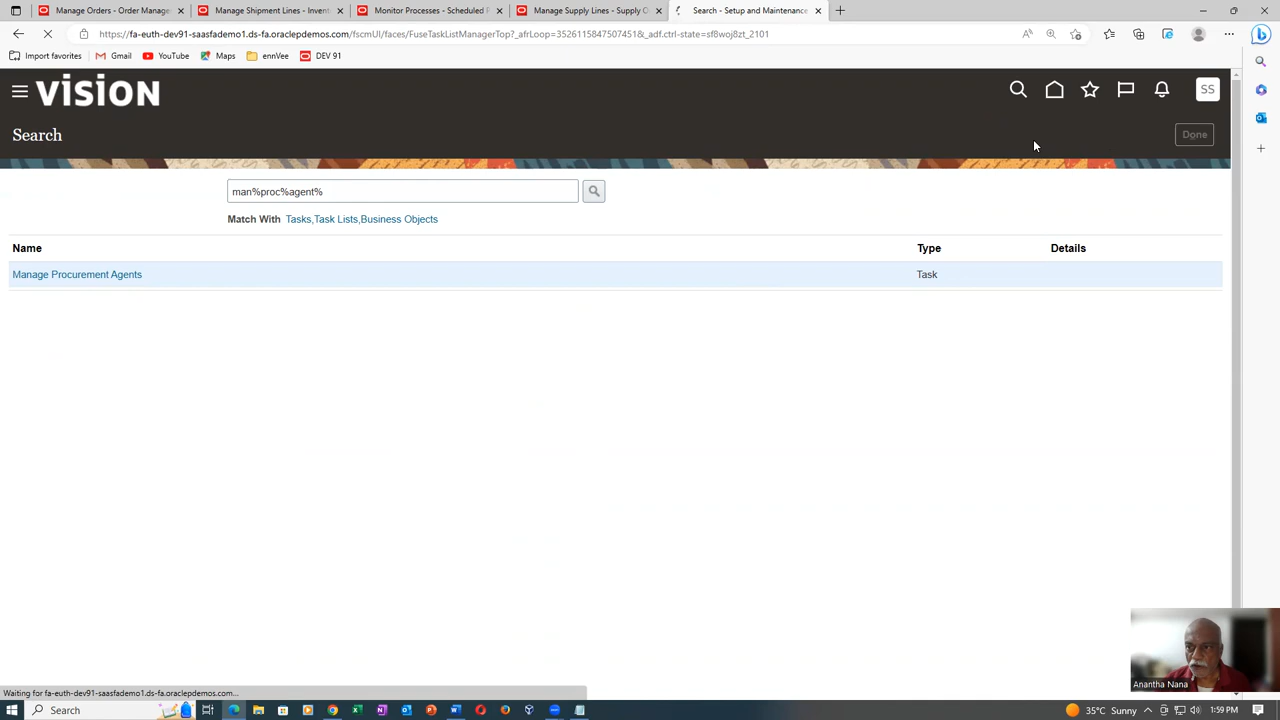 Manage Orders - Order Manage
Manage Shipment Lines - Invent
Monitor Processes - Scheduled P
Manage Supply Lines - Supply O
Search - Setup and Maintenance
https://fa-euth-dev91-saasfademo1.ds-fa.oraclepdemos.com/fscmUI/faces/FuseTaskListManagerTop?_afrLoop=3526115847507451&_adf.ctrl-state=sf8woj8zt_2101
Import favorites
Gmail
YouTube
Maps
ennVee
DEV 91
VISION
SS
Search
Done
man%proc%agent%
Match With Tasks,Task Lists,Business Objects
Name Type Details
Manage Procurement Agents Task
Anantha Nana
Waiting for fa-euth-dev91-saasfademo1.ds-fa.oraclepdemos.com...
Search
35°C Sunny
1:59 PM